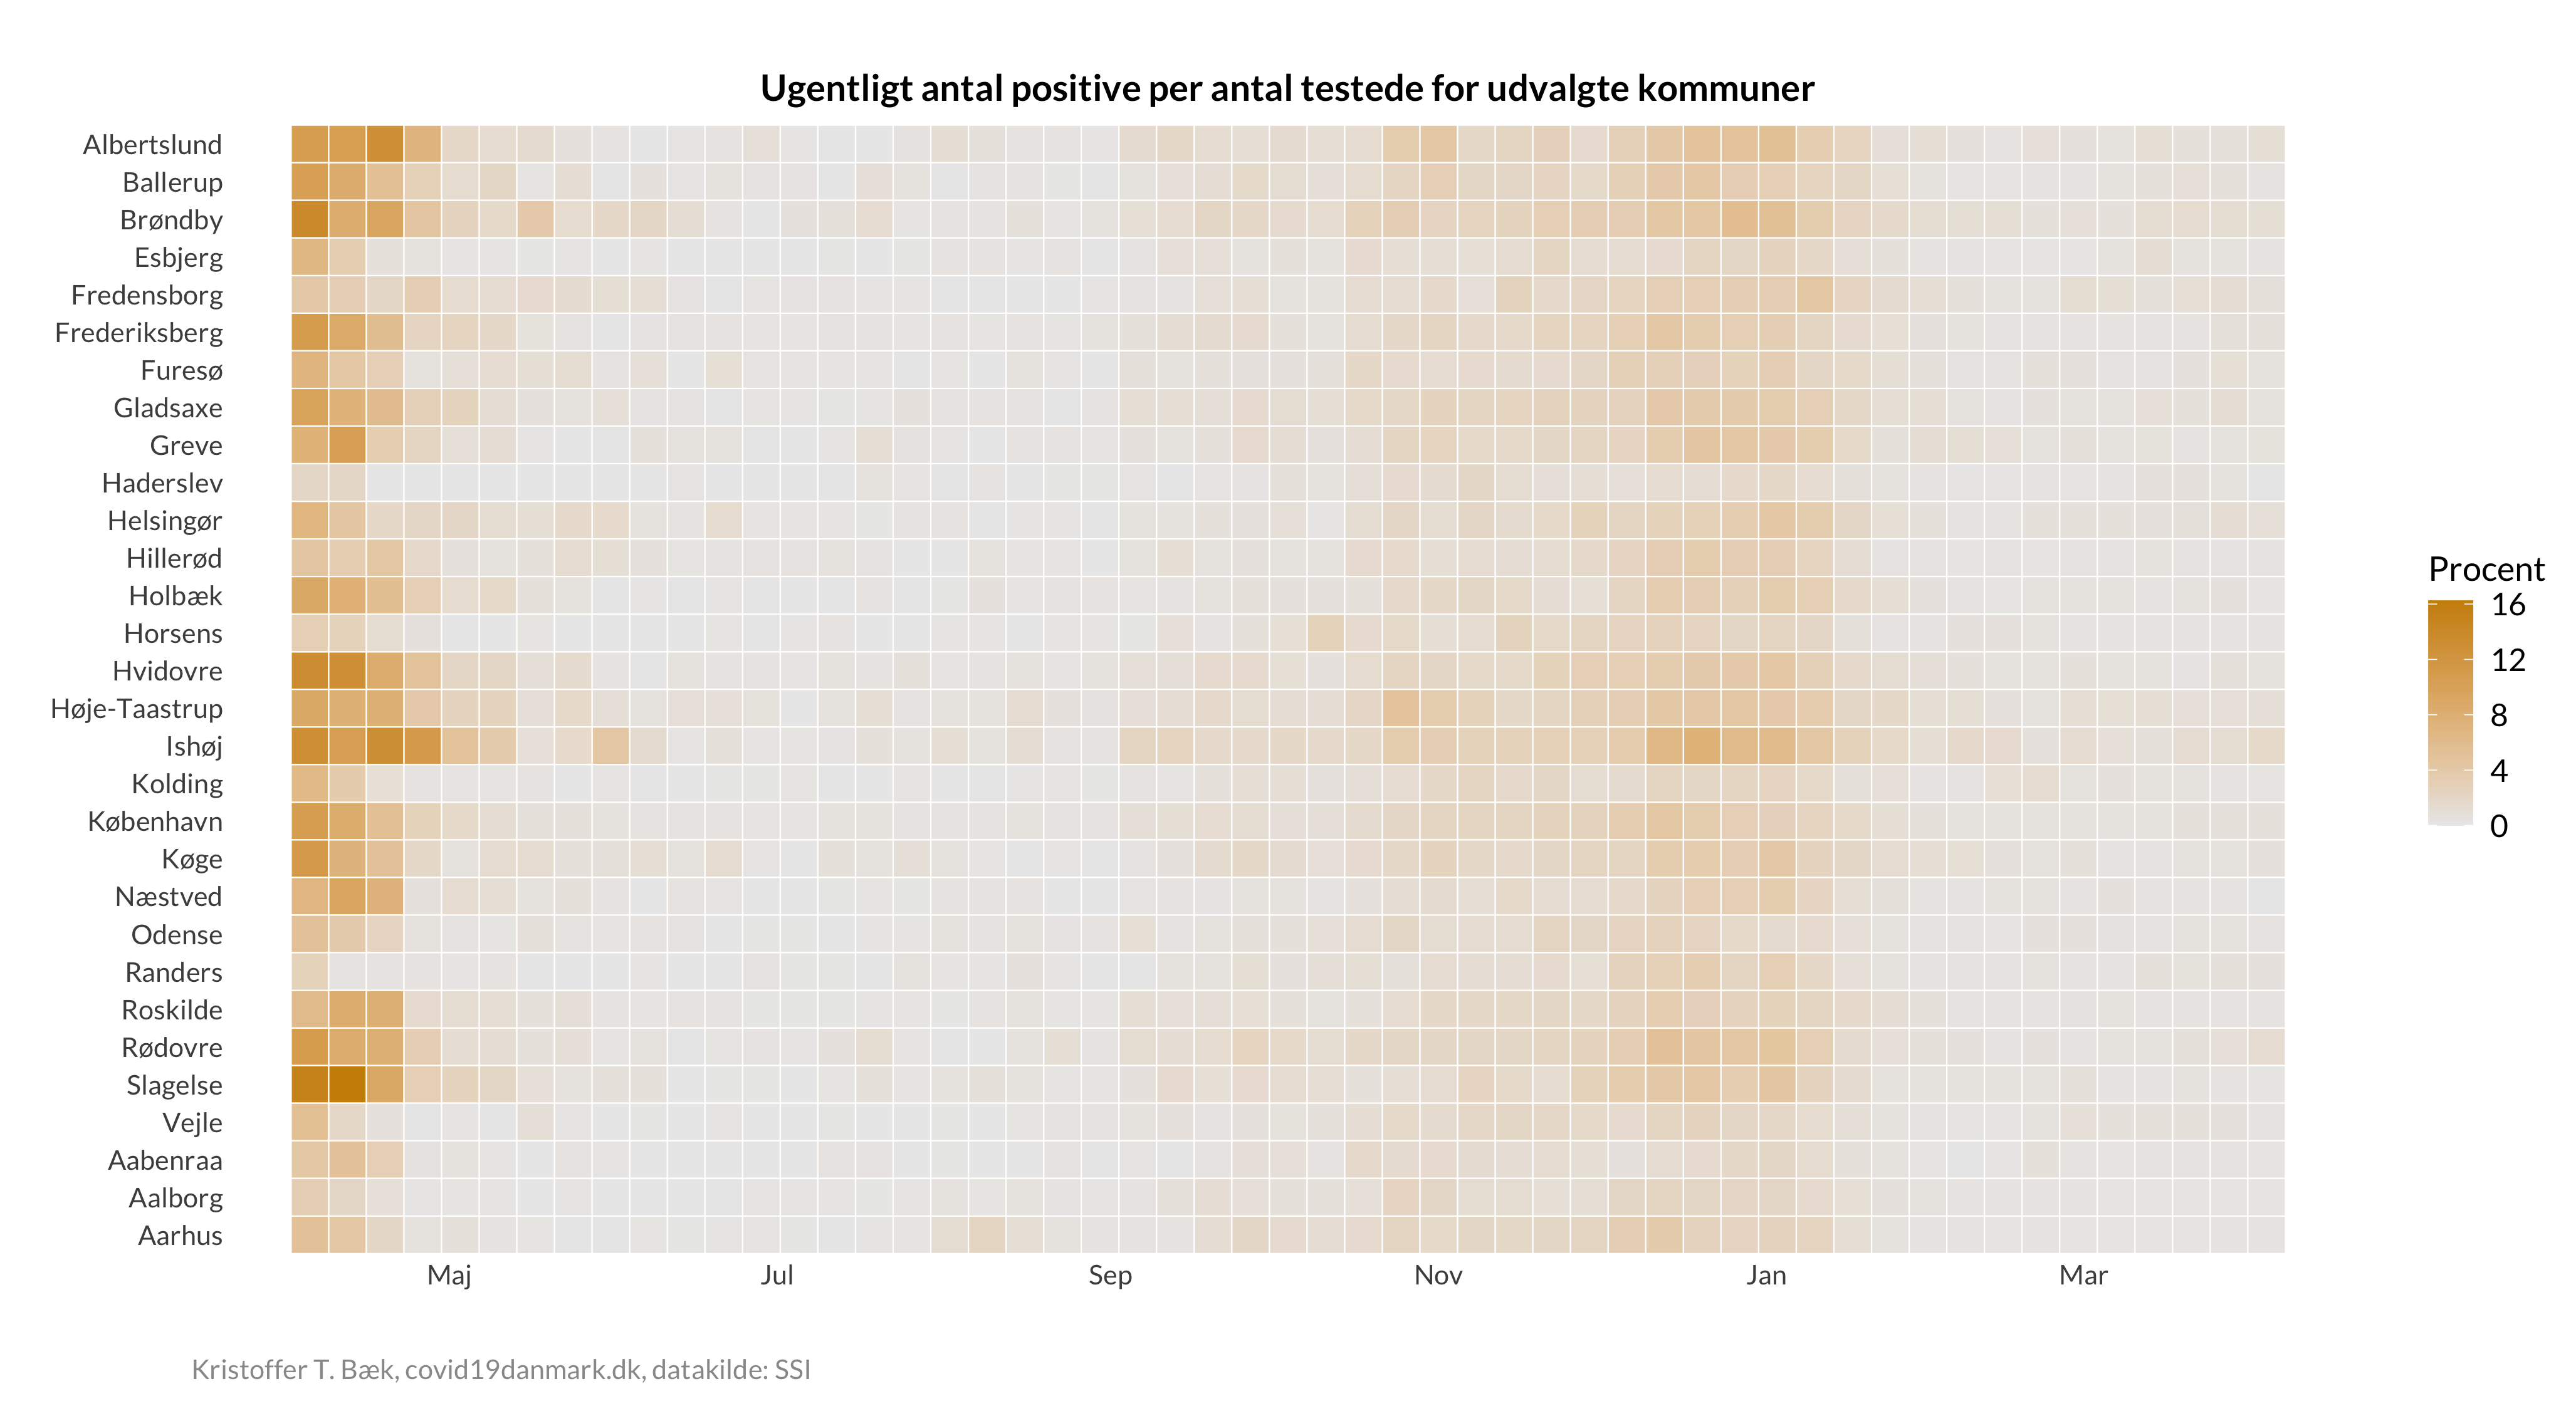 Ugentligt antal positive per antal testede for udvalgte kommuner
Albertslund
Ballerup
Brøndby
Esbjerg
Fredensborg
Frederiksberg
Furesø
Gladsaxe
Greve
Haderslev
Helsingør
Hillerød
Holbæk
Horsens
Hvidovre
Høje-Taastrup
Ishøj
Kolding
København
Køge
Næstved
Odense
Randers
Roskilde
Rødovre
Slagelse
Vejle
Aabenraa
Aalborg
Aarhus
Maj Jul Sep Nov Jan Mar
Procent
16
12
8
4
0
Kristoffer T. Bæk, covid19danmark.dk, datakilde: SSI